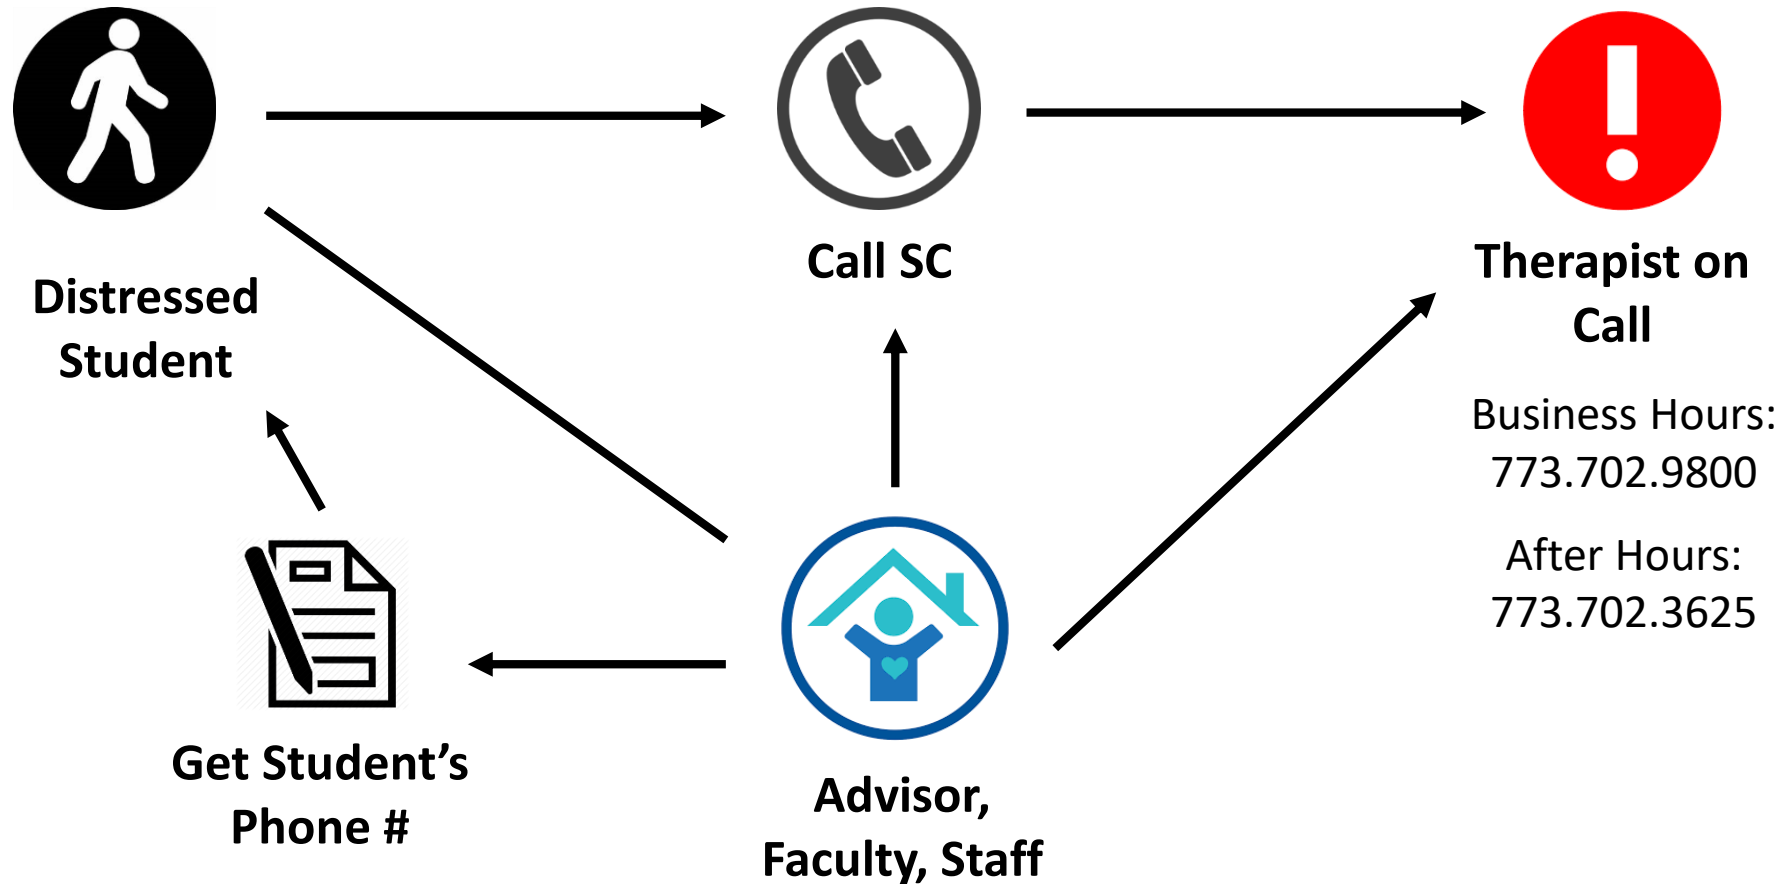 Distressed
Student
Call SC
Therapist on
Call
Business Hours:
773.702.9800
After Hours:
773.702.3625
Get Student’s
Phone #
Advisor,
Faculty, Staff